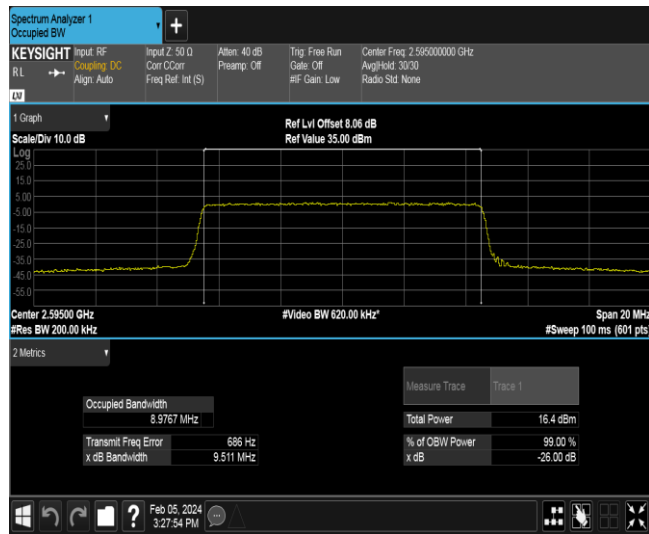 Spectrum Analyzer 1
Occupied BW
KEYSIGHT
RL
LXI
Input: RF
Coupling: DC
Align: Auto
Input Z: 50 Ω
Corr CCorr
Freq Ref: Int (S)
Atten: 40 dB
Preamp: Off
Trig: Free Run
Gate: Off
#IF Gain: Low
Center Freq: 2.595000000 GHz
Avg|Hold: 30/30
Radio Std: None
1 Graph
Scale/Div 10.0 dB
Ref Lvl Offset 8.06 dB
Ref Value 35.00 dBm
Log
25.0
15.0
5.00
-5.00
-15.0
-25.0
-35.0
-45.0
-55.0
Center 2.59500 GHz
#Res BW 200.00 kHz
#Video BW 620.00 kHz*
Span 20 MHz
#Sweep 100 ms (601 pts)
2 Metrics
Measure Trace Trace 1
Occupied Bandwidth
8.9767 MHz
Total Power 16.4 dBm
Transmit Freq Error 686 Hz
% of OBW Power 99.00 %
x dB Bandwidth 9.511 MHz
x dB -26.00 dB
?
Feb 05, 2024
3:27:54 PM